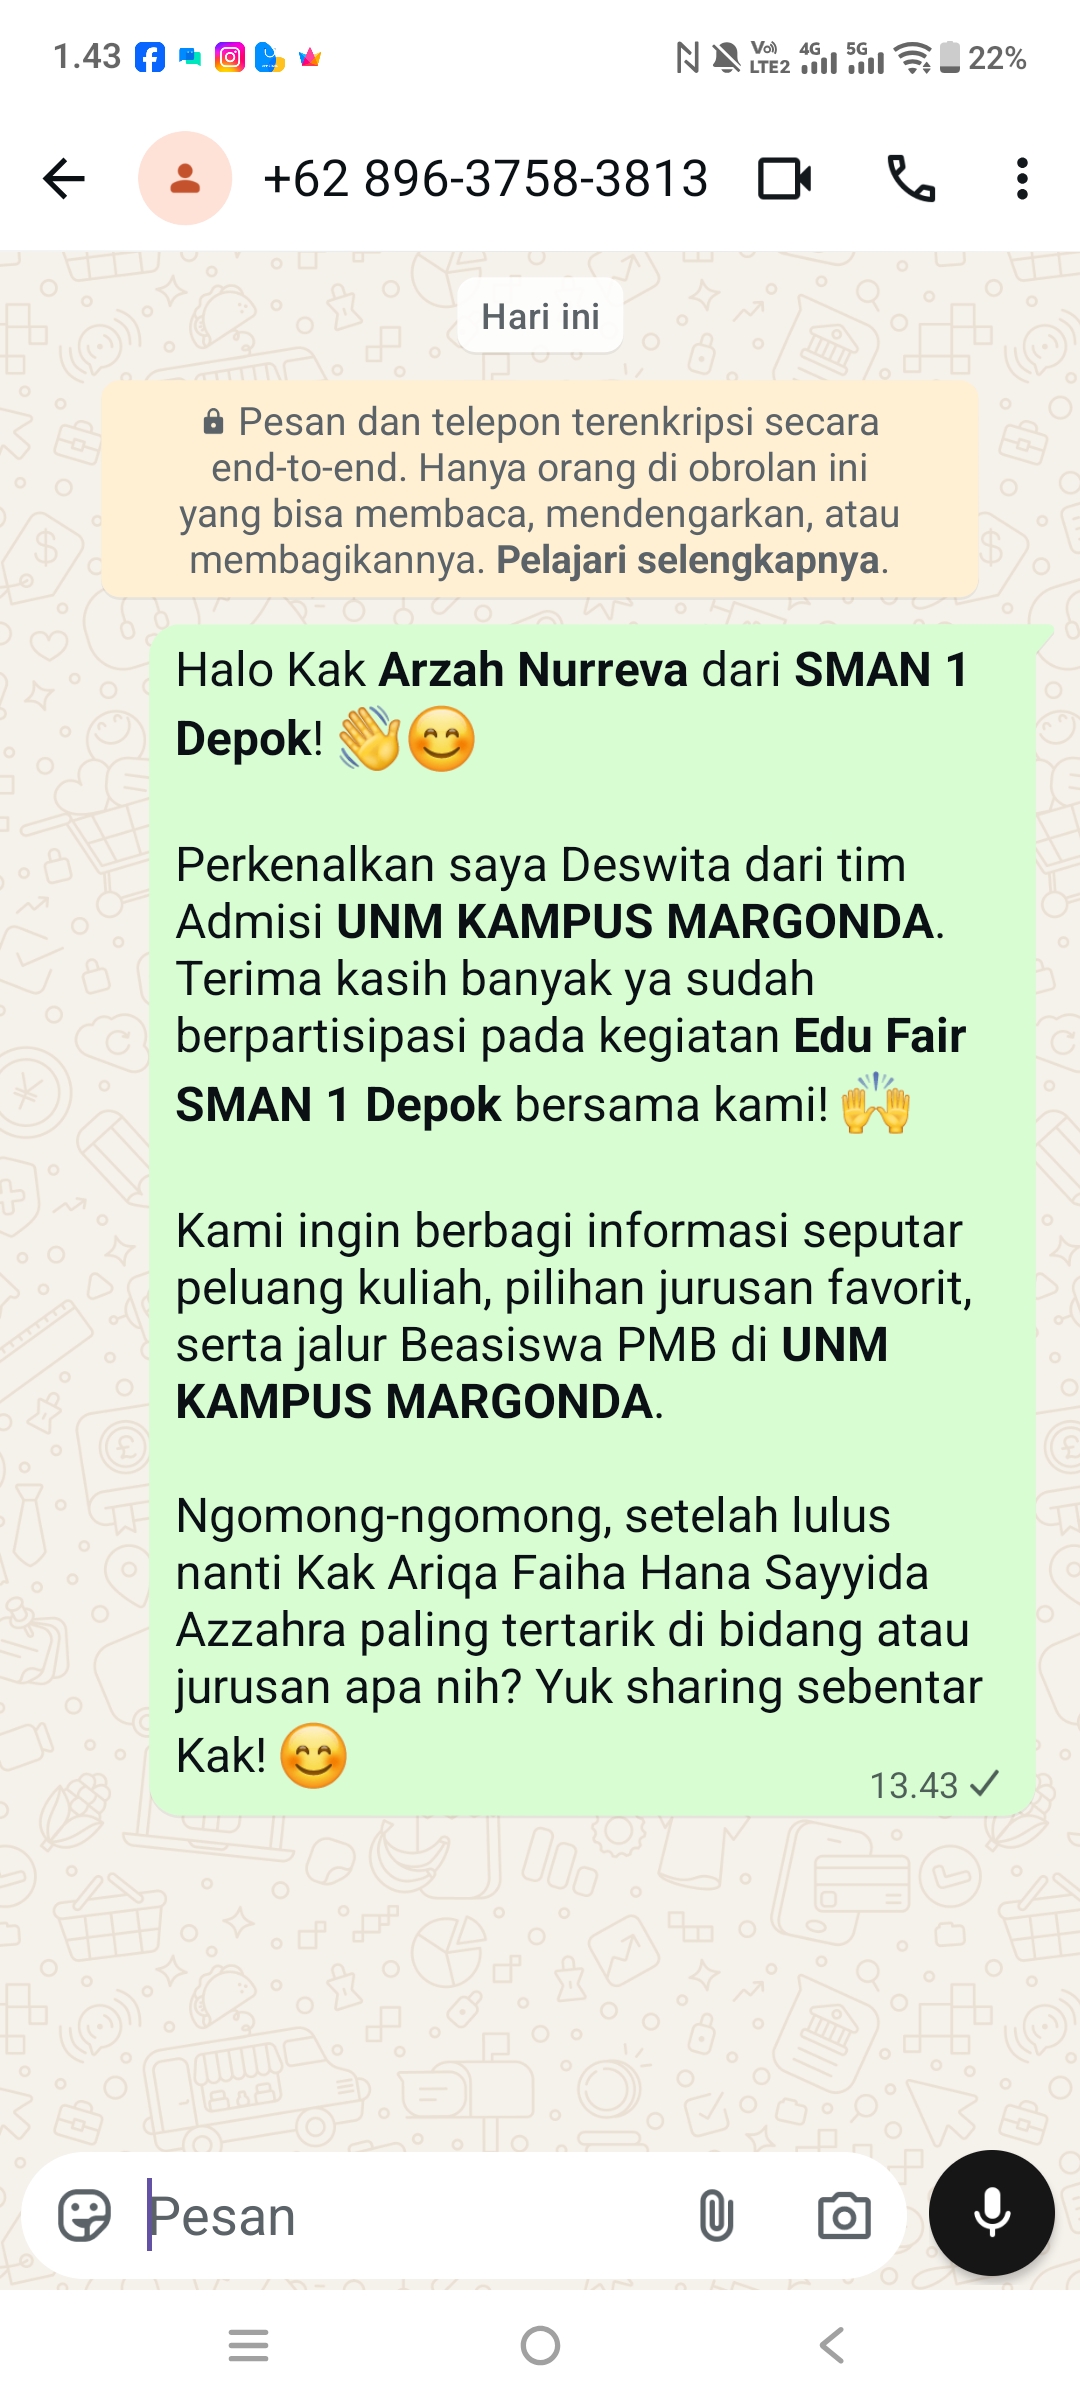 1.43
Vo) 4G 5G
LTE2 22%
+62 896-3758-3813
Hari ini
Pesan dan telepon terenkripsi secara
end-to-end. Hanya orang di obrolan ini
yang bisa membaca, mendengarkan, atau
membagikannya. Pelajari selengkapnya.
Halo Kak Arzah Nurreva dari SMAN 1
Depok! 👋😊
Perkenalkan saya Deswita dari tim
Admisi UNM KAMPUS MARGONDA.
Terima kasih banyak ya sudah
berpartisipasi pada kegiatan Edu Fair
SMAN 1 Depok bersama kami! 🙌
Kami ingin berbagi informasi seputar
peluang kuliah, pilihan jurusan favorit,
serta jalur Beasiswa PMB di UNM
KAMPUS MARGONDA.
Ngomong-ngomong, setelah lulus
nanti Kak Ariqa Faiha Hana Sayyida
Azzahra paling tertarik di bidang atau
jurusan apa nih? Yuk sharing sebentar
Kak! 😊
13.43
Pesan